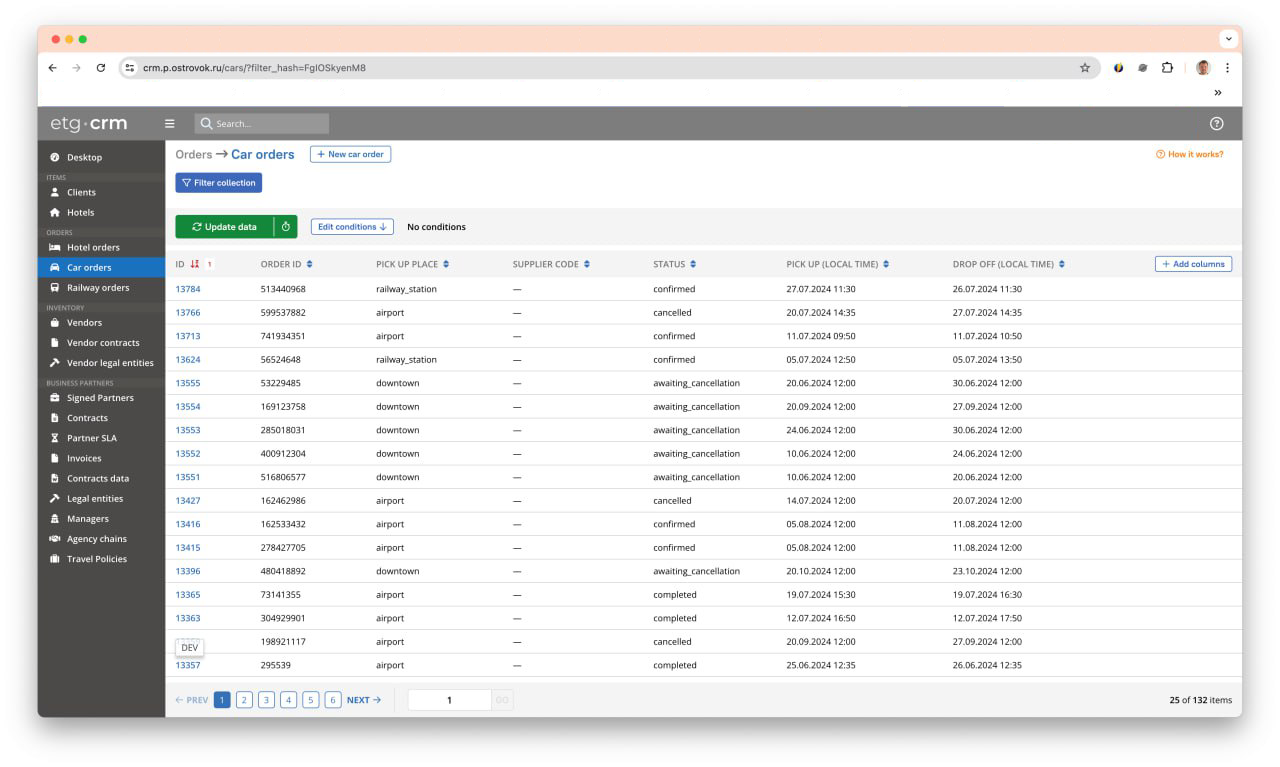 crm.p.ostrovok.ru/cars/?filter_hash=FgIOSkyenM8
»
etg·crm Search...
Desktop
ITEMS
Clients
Hotels
ORDERS
Hotel orders
Car orders
Railway orders
INVENTORY
Vendors
Vendor contracts
Vendor legal entities
BUSINESS PARTNERS
Signed Partners
Contracts
Partner SLA
Invoices
Contracts data
Legal entities
Managers
Agency chains
Travel Policies
Orders → Car orders + New car order How it works?
Filter collection
Update data Edit conditions ↓ No conditions
ID 1 ORDER ID PICK UP PLACE SUPPLIER CODE STATUS PICK UP (LOCAL TIME) DROP OFF (LOCAL TIME) + Add columns
13784 513440968 railway_station — confirmed 27.07.2024 11:30 26.07.2024 11:30
13766 599537882 airport — cancelled 20.07.2024 14:35 27.07.2024 14:35
13713 741934351 airport — confirmed 11.07.2024 09:50 11.07.2024 10:50
13624 56524648 railway_station — confirmed 05.07.2024 12:50 05.07.2024 13:50
13555 53229485 downtown — awaiting_cancellation 20.06.2024 12:00 30.06.2024 12:00
13554 169123758 downtown — awaiting_cancellation 20.09.2024 12:00 27.09.2024 12:00
13553 285018031 downtown — awaiting_cancellation 24.06.2024 12:00 30.06.2024 12:00
13552 400912304 downtown — awaiting_cancellation 10.06.2024 12:00 24.06.2024 12:00
13551 516806577 downtown — awaiting_cancellation 10.06.2024 12:00 20.06.2024 12:00
13427 162462986 airport — cancelled 14.07.2024 12:00 20.07.2024 12:00
13416 162533432 airport — confirmed 05.08.2024 12:00 11.08.2024 12:00
13415 278427705 airport — confirmed 05.08.2024 12:00 11.08.2024 12:00
13396 480418892 downtown — awaiting_cancellation 20.10.2024 12:00 23.10.2024 12:00
13365 73141355 airport — completed 19.07.2024 15:30 19.07.2024 16:30
13363 304929901 airport — completed 12.07.2024 16:50 12.07.2024 17:50
198921117 airport — cancelled 20.09.2024 12:00 27.09.2024 12:00
DEV
13357 295539 airport — completed 25.06.2024 12:35 26.06.2024 12:35
← PREV 1 2 3 4 5 6 NEXT → 1 GO 25 of 132 items